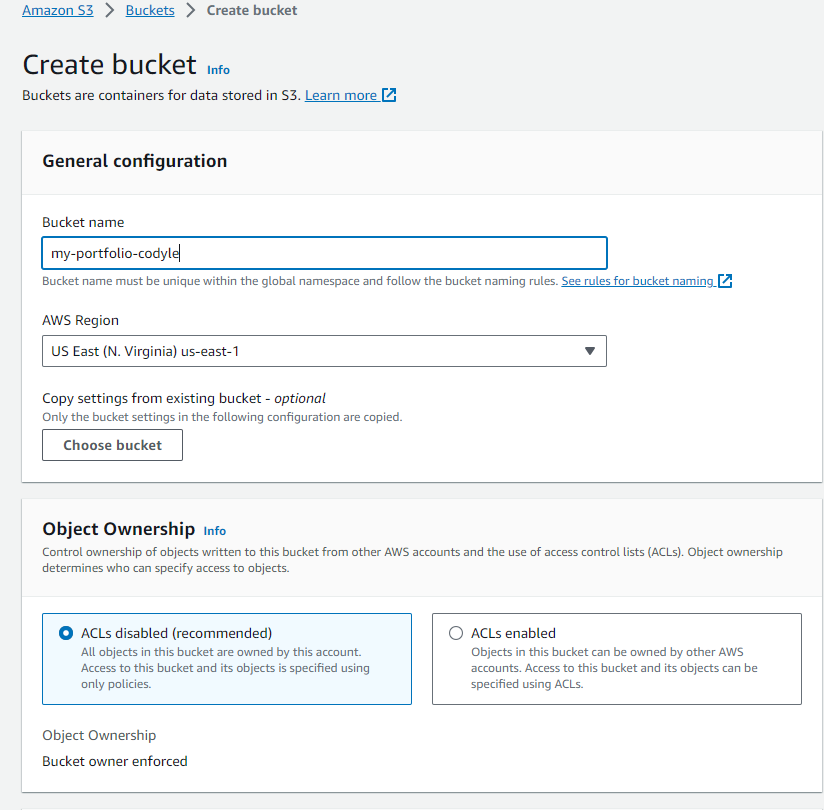 Amazon S3 > Buckets > Create bucket
Create bucket Info
Buckets are containers for data stored in S3. Learn more
General configuration
Bucket name
my-portfolio-codyle
Bucket name must be unique within the global namespace and follow the bucket naming rules. See rules for bucket naming
AWS Region
US East (N. Virginia) us-east-1
Copy settings from existing bucket - optional
Only the bucket settings in the following configuration are copied.
Choose bucket
Object Ownership Info
Control ownership of objects written to this bucket from other AWS accounts and the use of access control lists (ACLs). Object ownership
determines who can specify access to objects.
ACLs disabled (recommended)
All objects in this bucket are owned by this account.
Access to this bucket and its objects is specified using
only policies.
ACLs enabled
Objects in this bucket can be owned by other AWS
accounts. Access to this bucket and its objects can be
specified using ACLs.
Object Ownership
Bucket owner enforced